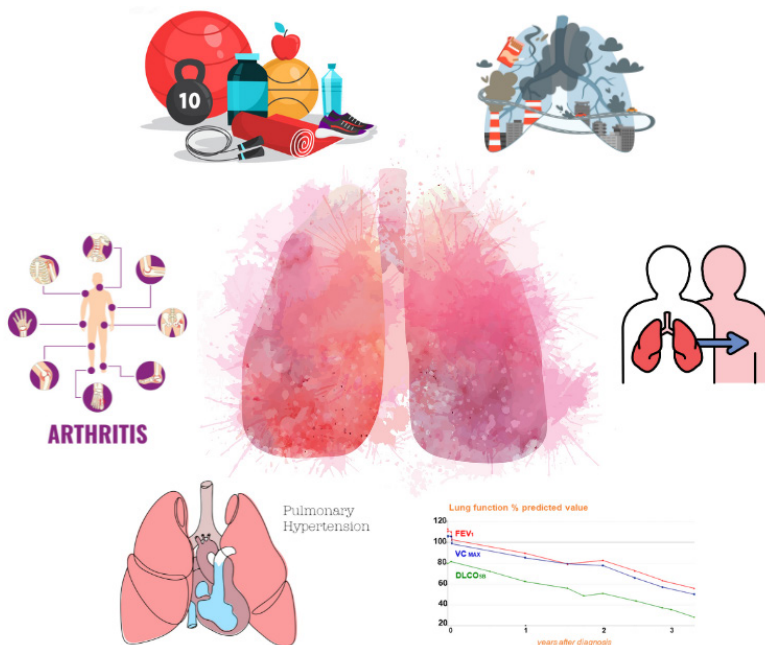 10
ARTHRITIS
Pulmonary
Hypertension
Lung function % predicted value
120
100
80
60
40
20
FEV1
VC MAX
DLCOSB
0
1
2
3
years after diagnosis